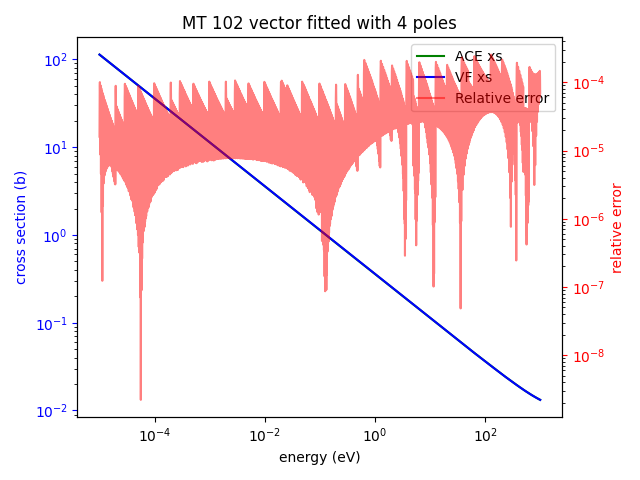 MT 102 vector fitted with 4 poles
ACE xs
VF xs
Relative error
cross section (b)
10^2
10^1
10^0
10^-1
10^-2
10^-4
10^-5
10^-6
10^-7
10^-8
relative error
10^-4
10^-2
10^0
10^2
energy (eV)